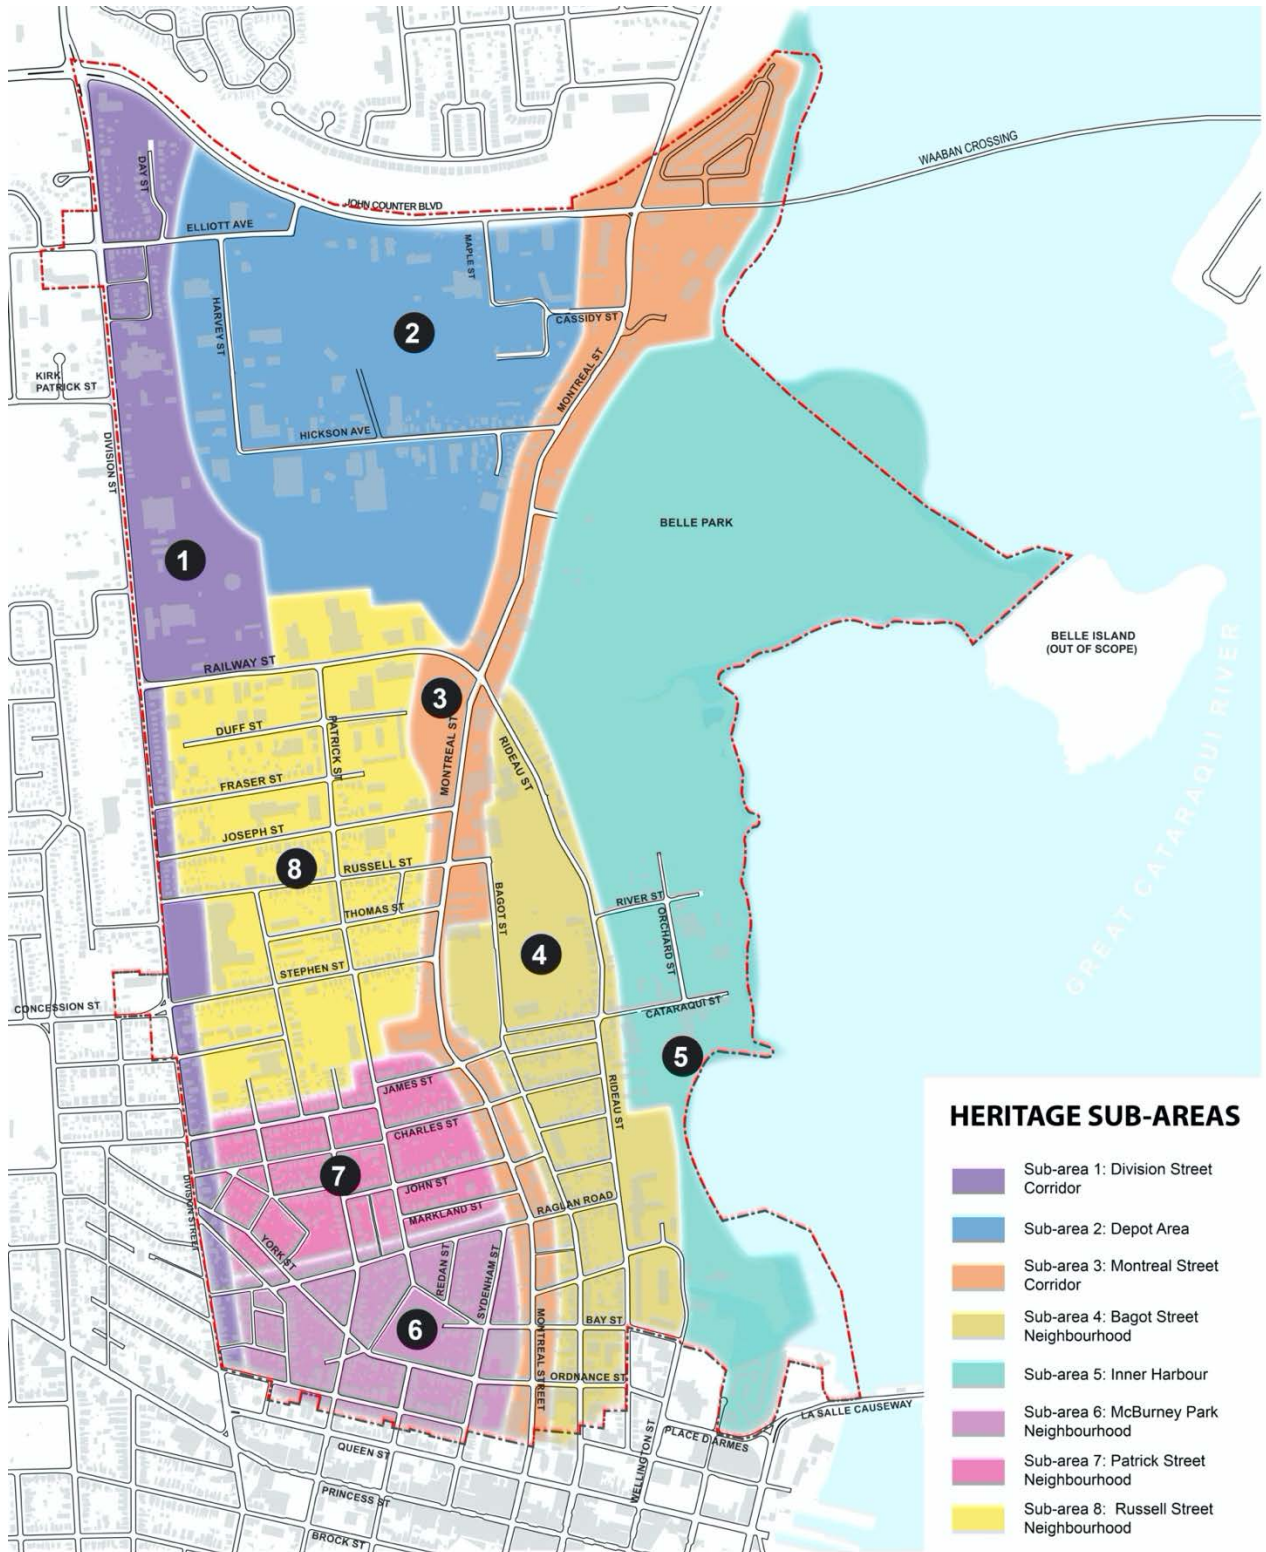 WAABAN CROSSING
DAY ST
JOHN COUNTER BLVD
ELLIOTT AVE
MAPLE ST
HARVEY ST
CASSIDY ST
2
KIRK
PATRICK ST
MONTREAL ST
HICKSON AVE
DIVISION ST
BELLE PARK
1
BELLE ISLAND
(OUT OF SCOPE)
RAILWAY ST
3
GREAT CATARAQUI RIVER
DUFF ST
PATRICK ST
MONTREAL ST
RIDEAU ST
FRASER ST
JOSEPH ST
8
RUSSELL ST
BAGOT ST
RIVER ST
THOMAS ST
ORCHARD ST
4
STEPHEN ST
CONCESSION ST
CATARAQUI ST
5
JAMES ST
RIDEAU ST
CHARLES ST
7
JOHN ST
DIVISION STREET
MARKLAND ST
RAGLAN ROAD
YORK ST
REDAN ST
SYDENHAM ST
6
MONTREAL STREET
BAY ST
ORDNANCE ST
LA SALLE CAUSEWAY
PLACE D'ARMES
WELLINGTON ST
QUEEN ST
PRINCESS ST
BROCK ST
HERITAGE SUB-AREAS
Sub-area 1: Division Street
Corridor
Sub-area 2: Depot Area
Sub-area 3: Montreal Street
Corridor
Sub-area 4: Bagot Street
Neighbourhood
Sub-area 5: Inner Harbour
Sub-area 6: McBurney Park
Neighbourhood
Sub-area 7: Patrick Street
Neighbourhood
Sub-area 8: Russell Street
Neighbourhood